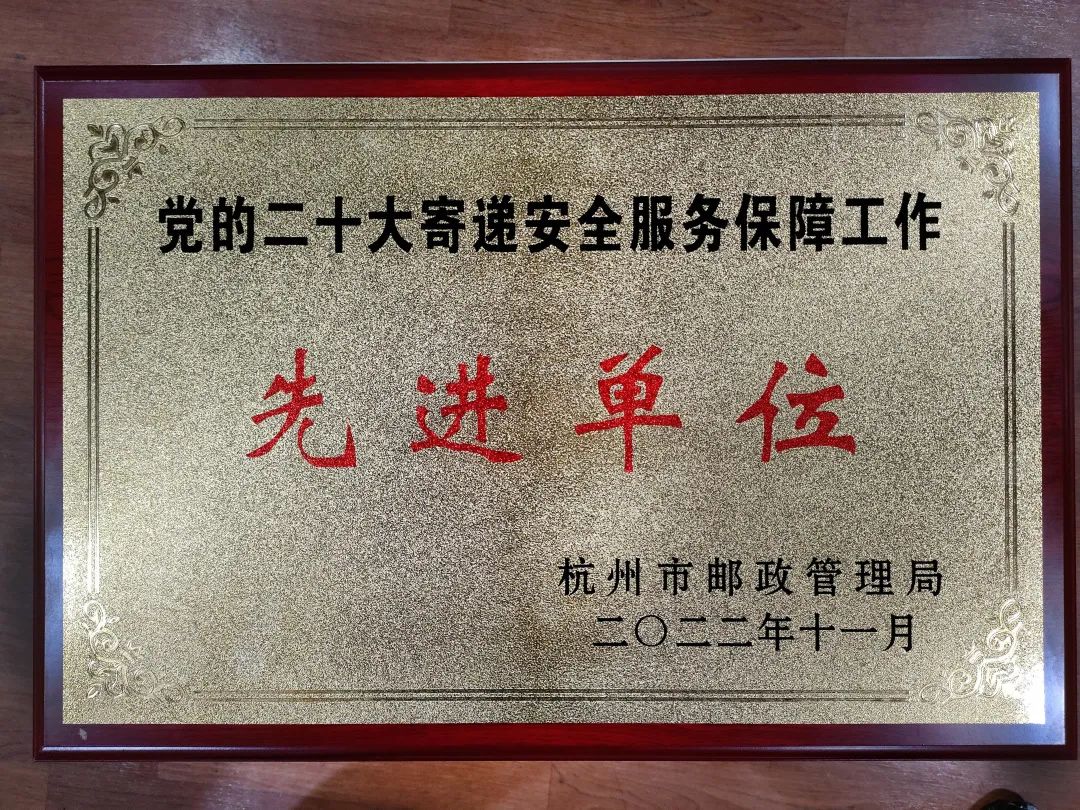 党的二十大寄递安全服务保障工作
先进单位
杭州市邮政管理局
二〇二二年十一月